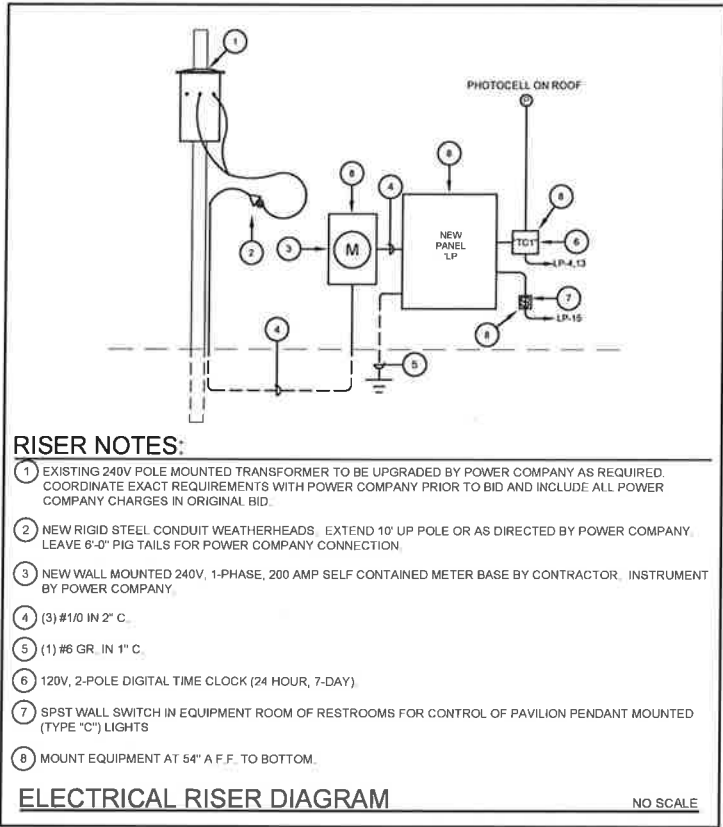 1
PHOTOCELL ON ROOF
P
8
4
8
8
2
3
M
NEW
PANEL
'LP
"TC1"
6
LP-4,13
7
S
LP-15
8
4
5
RISER NOTES:
1 EXISTING 240V POLE MOUNTED TRANSFORMER TO BE UPGRADED BY POWER COMPANY AS REQUIRED.
COORDINATE EXACT REQUIREMENTS WITH POWER COMPANY PRIOR TO BID AND INCLUDE ALL POWER
COMPANY CHARGES IN ORIGINAL BID.
2 NEW RIGID STEEL CONDUIT WEATHERHEADS. EXTEND 10' UP POLE OR AS DIRECTED BY POWER COMPANY.
LEAVE 6'-0" PIG TAILS FOR POWER COMPANY CONNECTION.
3 NEW WALL MOUNTED 240V, 1-PHASE, 200 AMP SELF CONTAINED METER BASE BY CONTRACTOR. INSTRUMENT
BY POWER COMPANY.
4 (3) #1/0 IN 2" C.
5 (1) #6 GR. IN 1" C.
6 120V, 2-POLE DIGITAL TIME CLOCK (24 HOUR, 7-DAY).
7 SPST WALL SWITCH IN EQUIPMENT ROOM OF RESTROOMS FOR CONTROL OF PAVILION PENDANT MOUNTED
(TYPE "C") LIGHTS
8 MOUNT EQUIPMENT AT 54" A.F.F. TO BOTTOM.
ELECTRICAL RISER DIAGRAM
NO SCALE